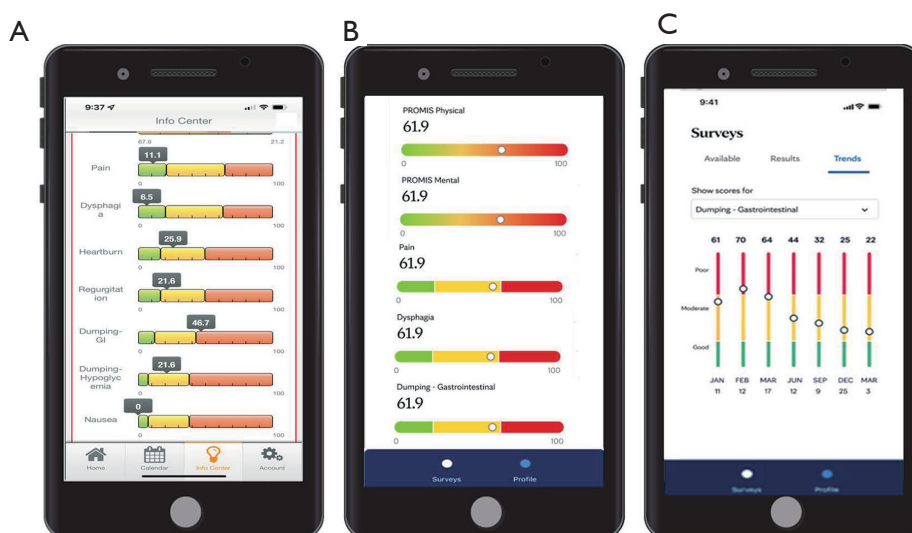 A
9:37
Info Center
67.6 21.2
Pain
11.1
0 100
Dysphagi
a
6.5
0 100
Heartburn
25.9
0 100
Regurgitat
ion
21.6
0 100
Dumping-
GI
46.7
0 100
Dumping-
Hypoglyc
emia
21.6
0 100
Nausea
0
0 100
Home Calendar Info Center Account
B
PROMIS Physical
61.9
0 100
PROMIS Mental
61.9
0 100
Pain
61.9
0 100
Dysphagia
61.9
0 100
Dumping - Gastrointestinal
61.9
0 100
Surveys Profile
C
9:41
Surveys
Available Results Trends
Show scores for
Dumping - Gastrointestinal
61 70 64 44 32 25 22
Poor
Moderate
Good
JAN FEB MAR JUN SEP DEC MAR
11 12 17 12 9 25 3
Surveys Profile